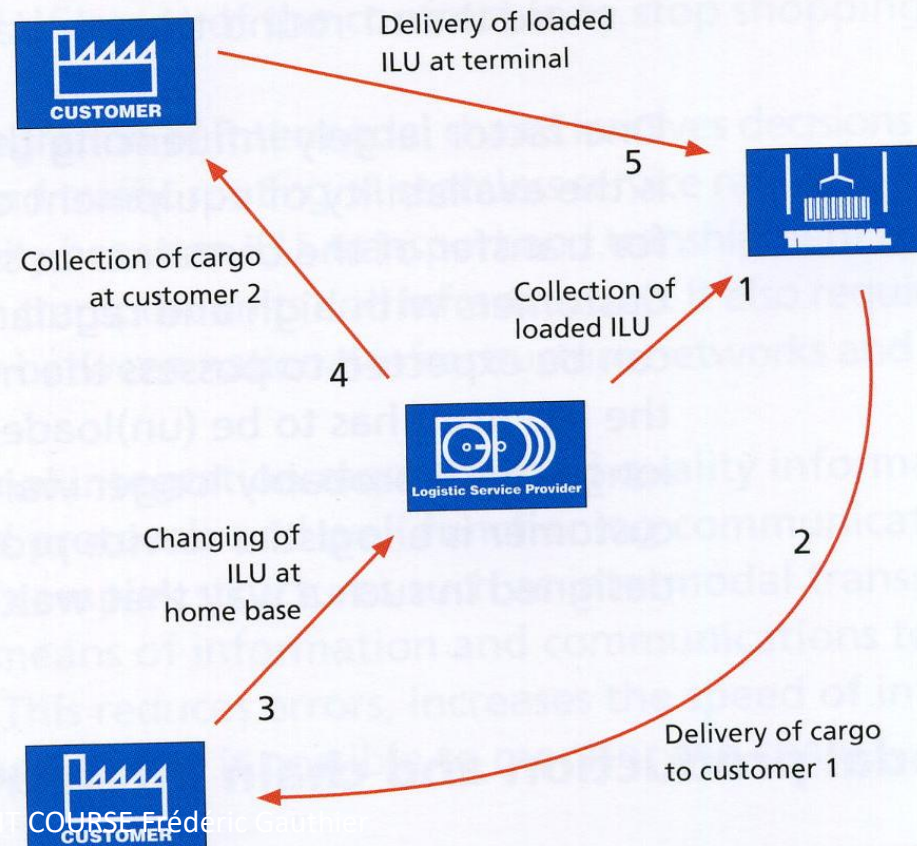 Delivery of loaded
ILU at terminal
CUSTOMER
5
Collection of cargo
at customer 2
Collection of
loaded ILU
1
4
Logistic Service Provider
Changing of
ILU at
home base
2
3
Delivery of cargo
to customer 1
COURSE Frédéric Gauthier
CUSTOMER